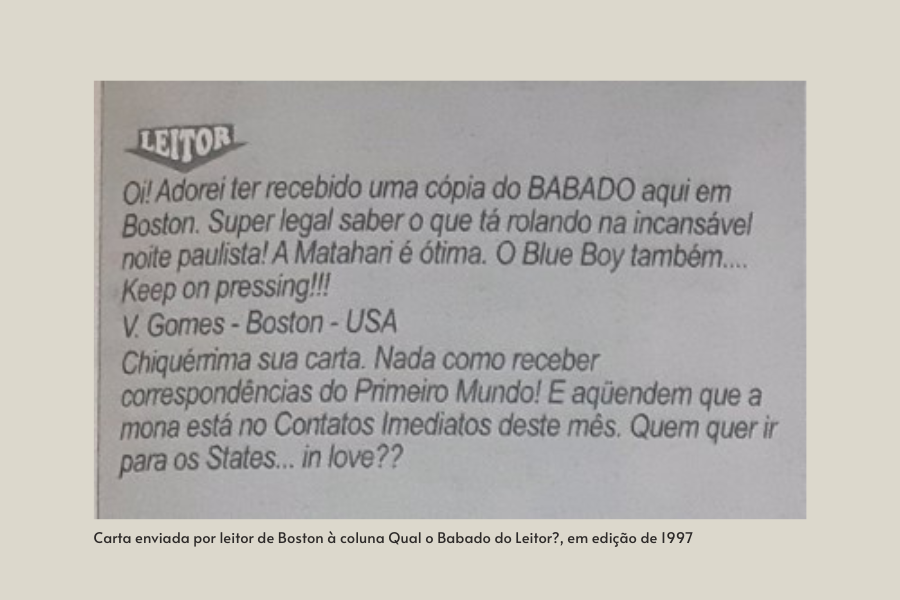 LEITOR
Oi! Adorei ter recebido uma cópia do BABADO aqui em
Boston. Super legal saber o que tá rolando na incansável
noite paulista! A Matahari é ótima. O Blue Boy também....
Keep on pressing!!!
V. Gomes - Boston - USA
Chiquérrima sua carta. Nada como receber
correspondências do Primeiro Mundo! E aqüendem que a
mona está no Contatos Imediatos deste mês. Quem quer ir
para os States... in love??
Carta enviada por leitor de Boston à coluna Qual o Babado do Leitor?, em edição de 1997